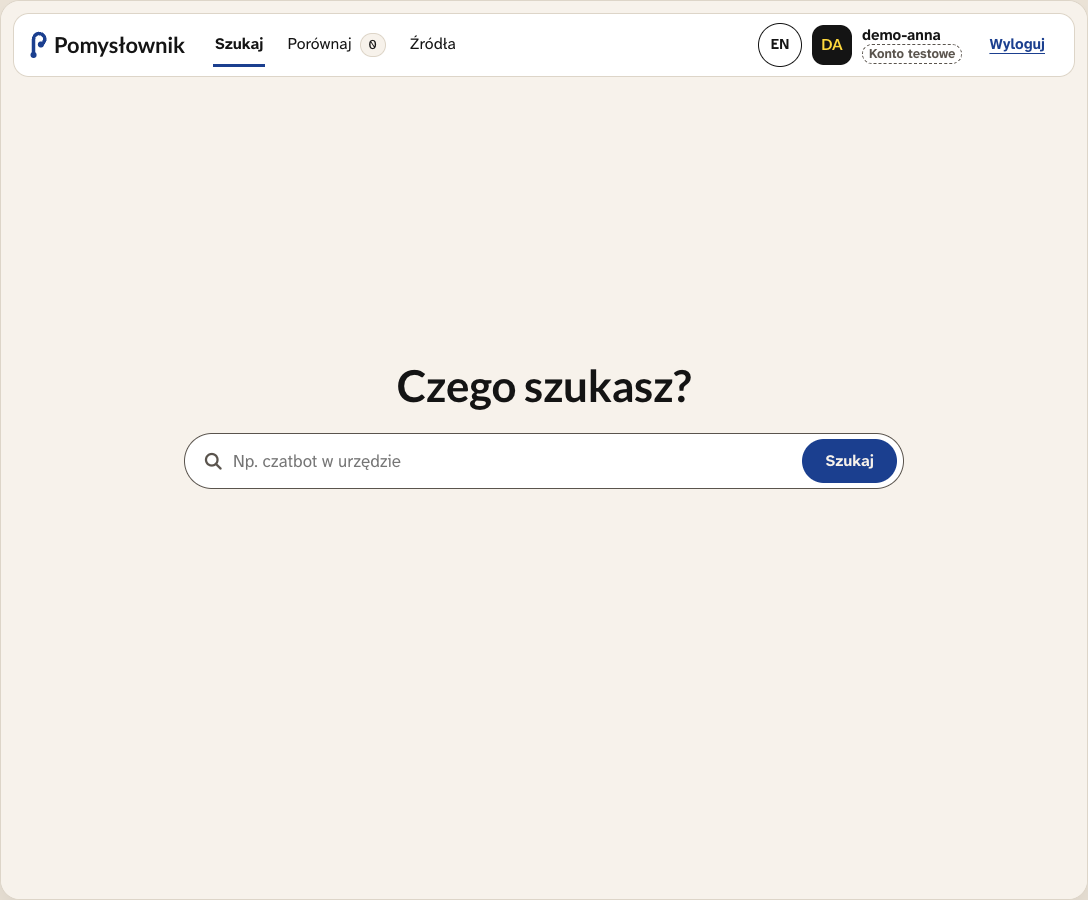 Pomysłownik
Szukaj
Porównaj 0
Źródła
EN
DA
demo-anna
Konto testowe
Wyloguj
Czego szukasz?
Np. czatbot w urzędzie
Szukaj